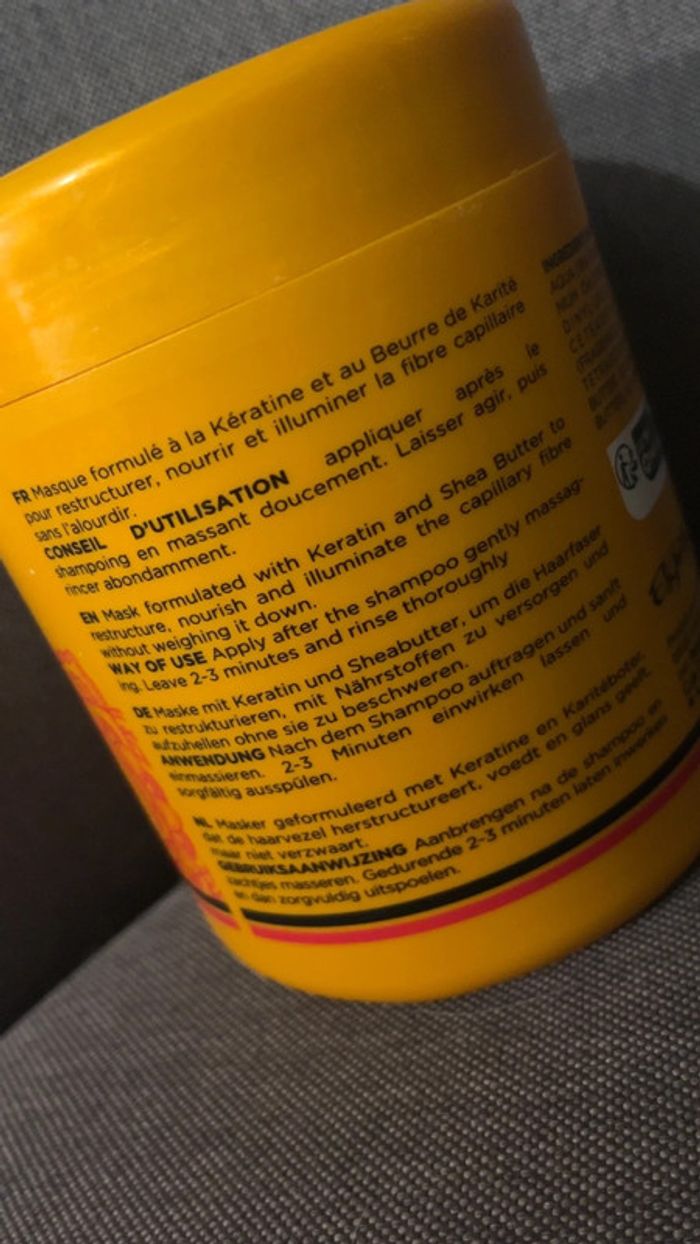 FR Masque formulé à la Kératine et au Beurre de Karité
pour restructurer, nourrir et illuminer la fibre capillaire
sans l'alourdir.
CONSEIL D'UTILISATION appliquer après le
shampoing en massant doucement. Laisser agir, puis
rincer abondamment.
EN Mask formulated with Keratin and Shea Butter to
restructure, nourish and illuminate the capillary fibre
without weighing it down.
WAY OF USE Apply after the shampoo gently massag-
ing. Leave 2-3 minutes and rinse thoroughly
DE Maske mit Keratin und Sheabutter, um die Haarfaser
zu restrukturieren, mit Nährstoffen zu versorgen und
aufzuhellen ohne sie zu beschweren.
ANWENDUNG Nach dem Shampoo auftragen und sanft
einmassieren. 2-3 Minuten einwirken lassen und
sorgfältig ausspülen.
NL Masker geformuleerd met Keratine en Karitéboter,
dat de haarvezel herstructureert, voedt en glans geeft,
maar niet verzwaart.
GEBRUIKSAANWIJZING Aanbrengen na de shampoo en
zachtjes masseren. Gedurende 2-3 minuten laten inwerken
en dan zorgvuldig uitspoelen.
AQUA